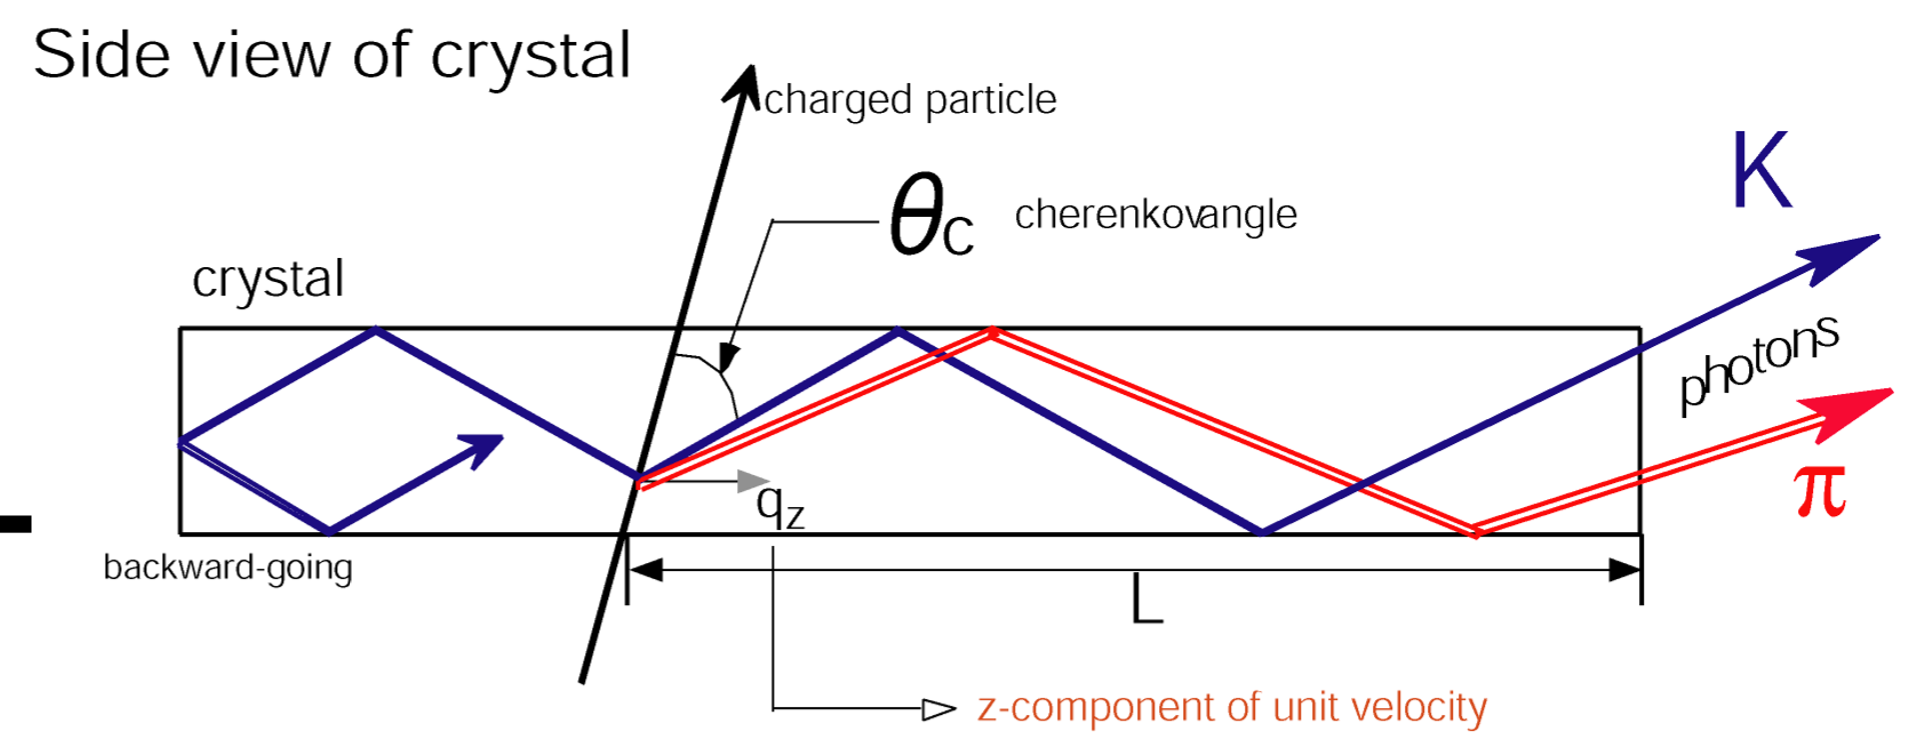 Side view of crystal
charged particle
K
θc cherenkovangle
crystal
photons
π
qz
backward-going
L
z-component of unit velocity